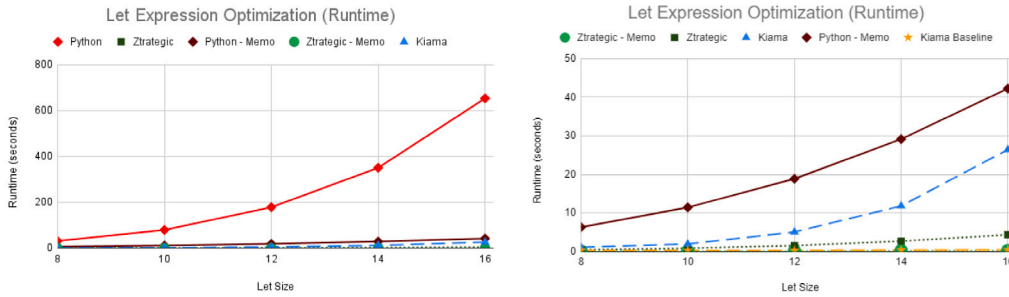 Let Expression Optimization (Runtime)
Python Ztrategic Python - Memo Ztrategic - Memo Kiama
800
600
400
200
0
8 10 12 14 16
Runtime (seconds)
Let Size
Let Expression Optimization (Runtime)
Ztrategic - Memo Ztrategic Kiama Python - Memo Kiama Baseline
50
40
30
20
10
0
8 10 12 14 16
Runtime (seconds)
Let Size